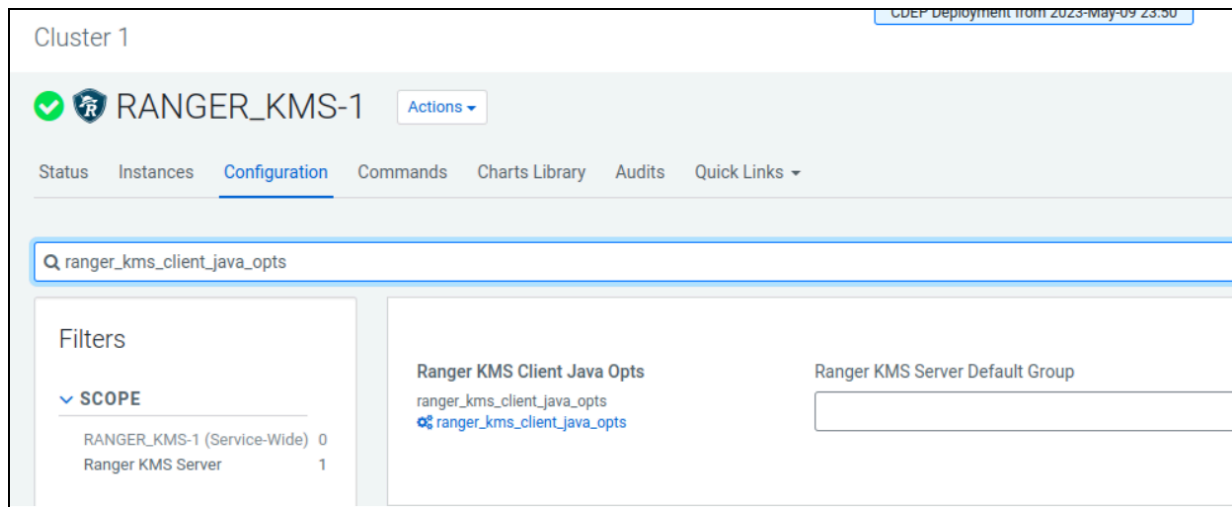 CDEP Deployment from 2023-May-09 23:50
Cluster 1
RANGER_KMS-1 Actions
Status Instances Configuration Commands Charts Library Audits Quick Links
ranger_kms_client_java_opts
Filters
SCOPE
RANGER_KMS-1 (Service-Wide) 0
Ranger KMS Server 1
Ranger KMS Client Java Opts
ranger_kms_client_java_opts
ranger_kms_client_java_opts
Ranger KMS Server Default Group